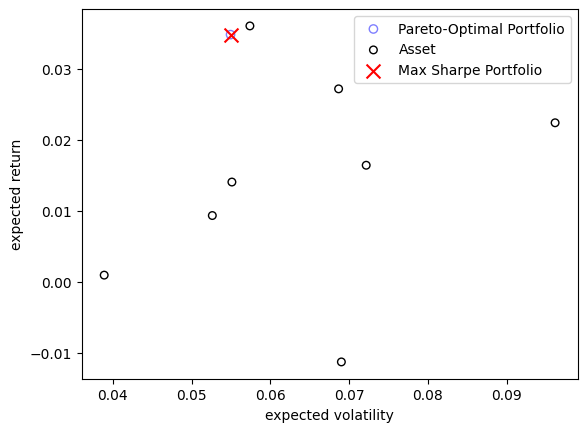 Pareto-Optimal Portfolio
Asset
Max Sharpe Portfolio
expected return
0.03
0.02
0.01
0.00
−0.01
0.04
0.05
0.06
0.07
0.08
0.09
expected volatility